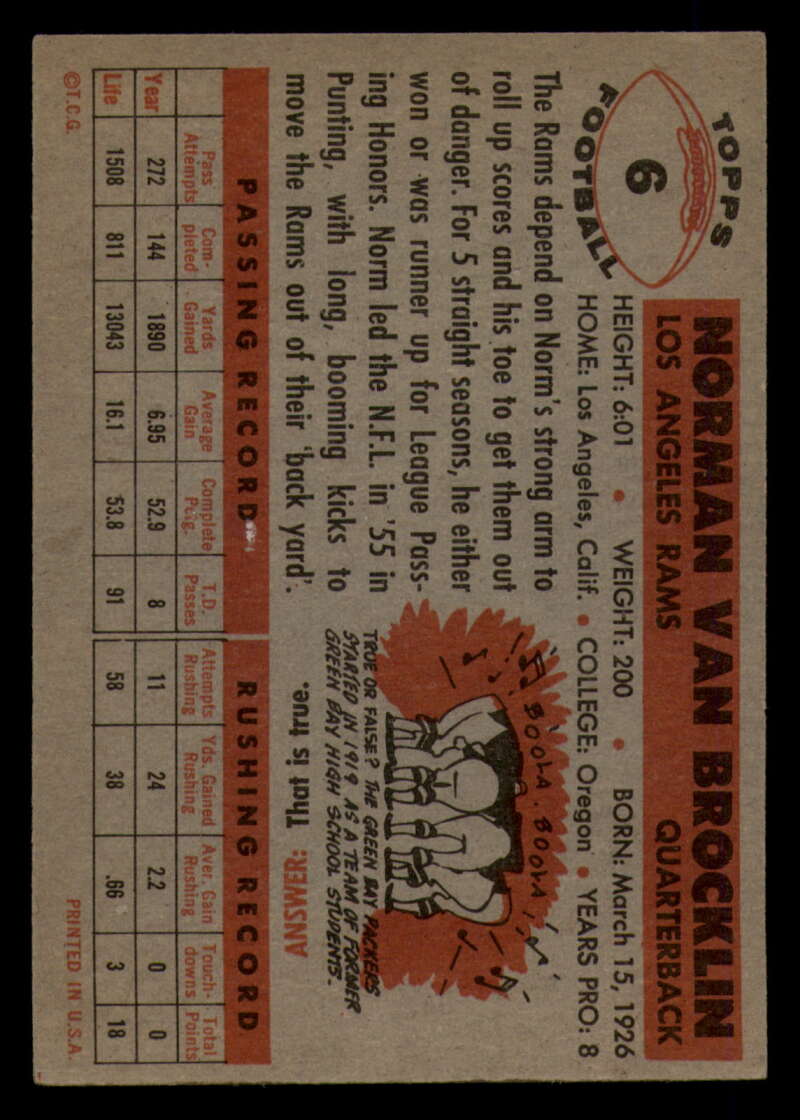 TOPPS
6
FOOTBALL
NORMAN VAN BROCKLIN
LOS ANGELES RAMS QUARTERBACK
HEIGHT: 6:01 • WEIGHT: 200 • BORN: March 15, 1926
HOME: Los Angeles, Calif. • COLLEGE: Oregon • YEARS PRO: 8
The Rams depend on Norm's strong arm to
roll up scores and his toe to get them out
of danger. For 5 straight seasons, he either
won or was runner up for League Pass-
ing Honors. Norm led the N.F.L. in '55 in
Punting, with long, booming kicks to
move the Rams out of their 'back yard'.
BOOLA . BOOLA
TRUE OR FALSE? THE GREEN BAY PACKERS
STARTED IN 1919 AS A TEAM OF FORMER
GREEN BAY HIGH SCHOOL STUDENTS.
ANSWER: That is true.
PASSING RECORD RUSHING RECORD
Pass Attempts Com-pleted Yards Gained Average Gain Complete Pctg. T.D. Passes Attempts Rushing Yds. Gained Rushing Aver. Gain Rushing Touch-downs Total Points
Year 272 144 1890 6.95 52.9 8 11 24 2.2 0 0
Life 1508 811 13043 16.1 53.8 91 58 38 .66 3 18
©T.C.G. PRINTED IN U.S.A.